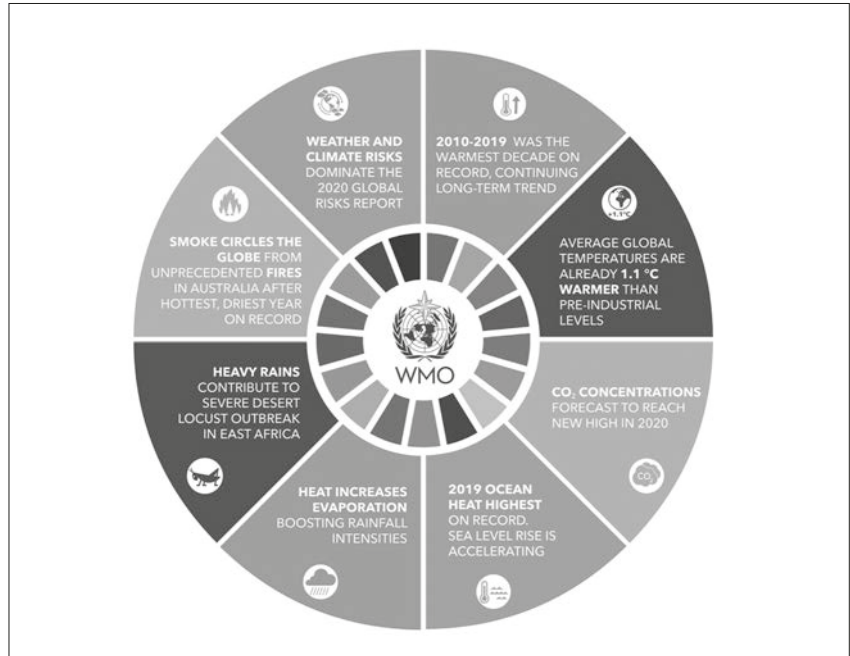 WEATHER AND
CLIMATE RISKS
DOMINATE THE
2020 GLOBAL
RISKS REPORT
2010-2019 WAS THE
WARMEST DECADE ON
RECORD, CONTINUING
LONG-TERM TREND
+1.1°C
AVERAGE GLOBAL
TEMPERATURES ARE
ALREADY 1.1 °C
WARMER THAN
PRE-INDUSTRIAL
LEVELS
CO₂ CONCENTRATIONS
FORECAST TO REACH
NEW HIGH IN 2020
CO₂
2019 OCEAN
HEAT HIGHEST
ON RECORD.
SEA LEVEL RISE IS
ACCELERATING
HEAT INCREASES
EVAPORATION
BOOSTING RAINFALL
INTENSITIES
HEAVY RAINS
CONTRIBUTE TO
SEVERE DESERT
LOCUST OUTBREAK
IN EAST AFRICA
SMOKE CIRCLES THE
GLOBE FROM
UNPRECEDENTED FIRES
IN AUSTRALIA AFTER
HOTTEST, DRIEST YEAR
ON RECORD
WMO